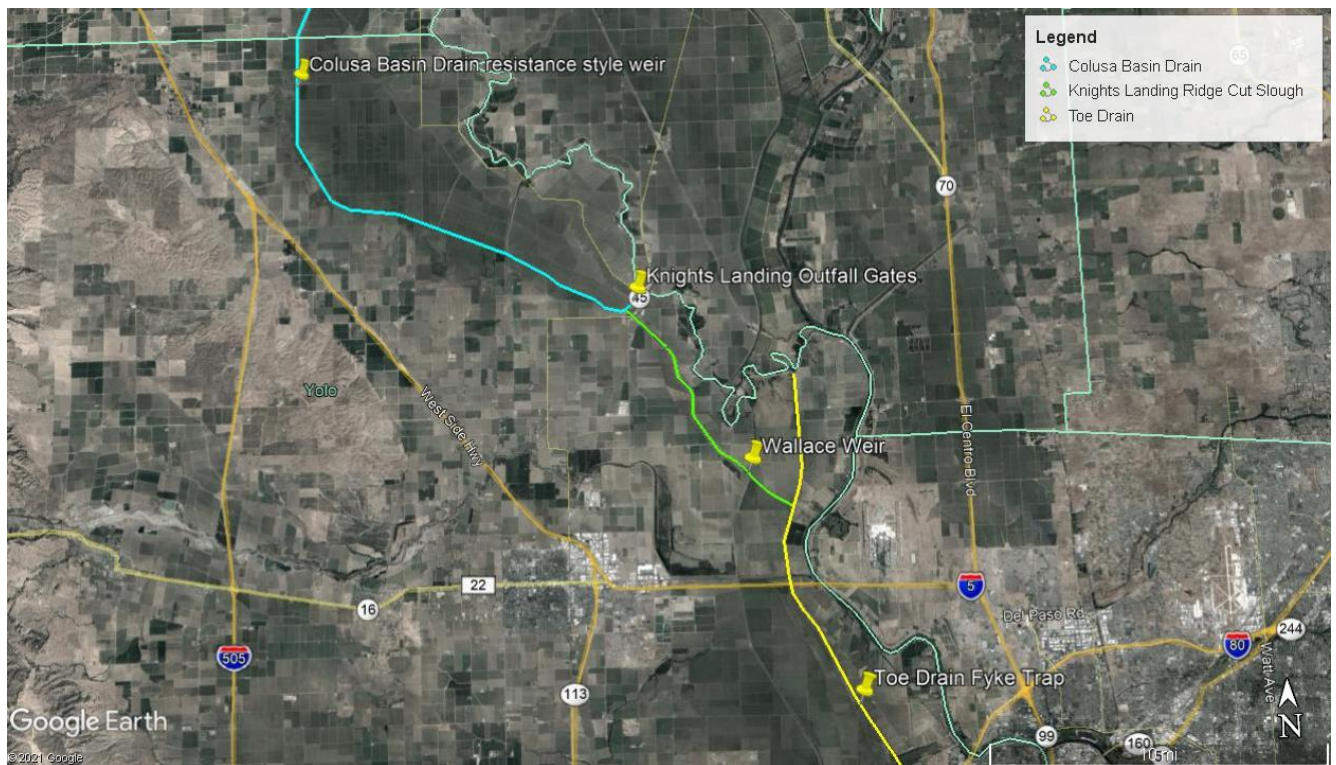 Legend
Colusa Basin Drain
Knights Landing Ridge Cut Slough
Toe Drain
65
Colusa Basin Drain resistance style weir
70
Knights Landing Outfall Gates
45
Yolo
West Side Hwy
El Centro Blvd
Wallace Weir
22
16
5
Del Paso Rd
244
80
505
Watt Ave
113
Toe Drain Fyke Trap
N
99
160
Google Earth
© 2021 Google